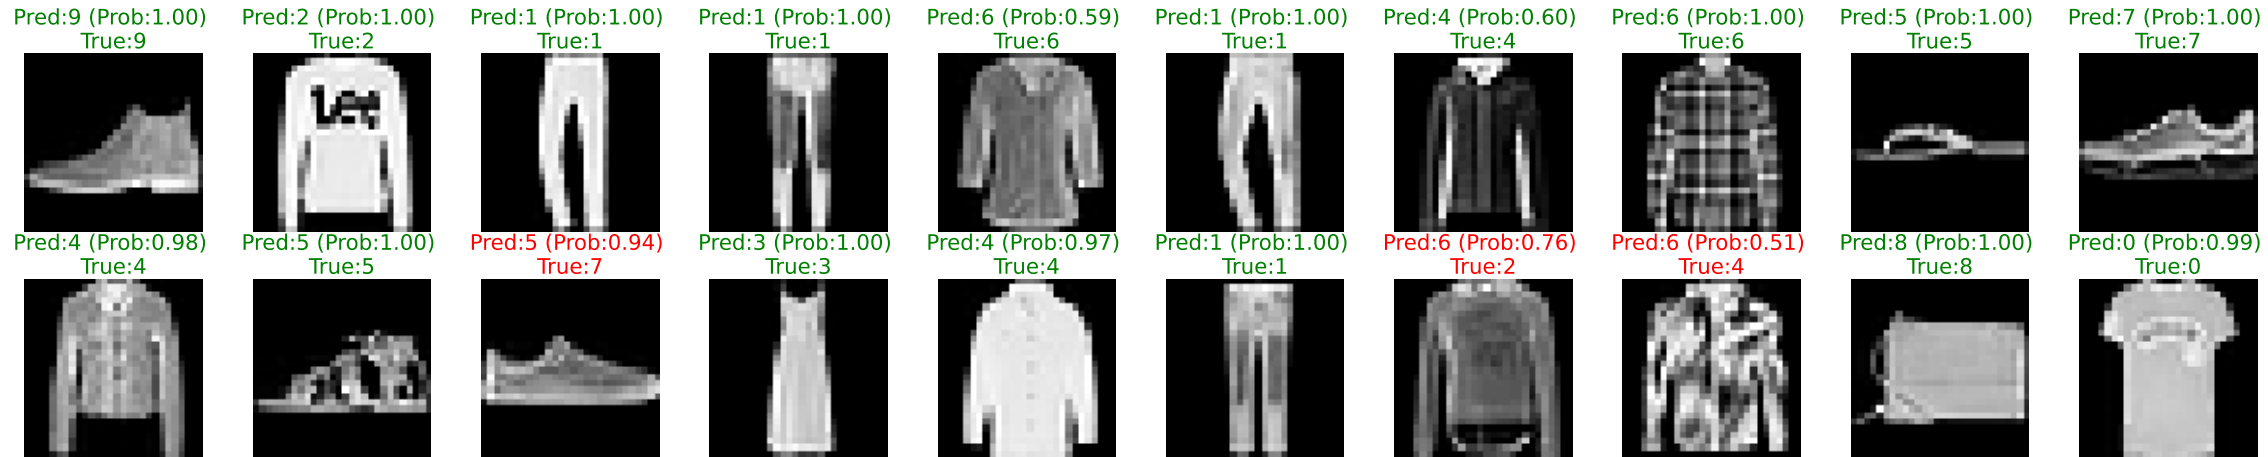 Pred:9 (Prob:1.00) Pred:2 (Prob:1.00) Pred:1 (Prob:1.00) Pred:1 (Prob:1.00) Pred:6 (Prob:0.59) Pred:1 (Prob:1.00) Pred:4 (Prob:0.60) Pred:6 (Prob:1.00) Pred:5 (Prob:1.00) Pred:7 (Prob:1.00)
True:9 True:2 True:1 True:1 True:6 True:1 True:4 True:6 True:5 True:7
Lee
Pred:4 (Prob:0.98) Pred:5 (Prob:1.00) Pred:5 (Prob:0.94) Pred:3 (Prob:1.00) Pred:4 (Prob:0.97) Pred:1 (Prob:1.00) Pred:6 (Prob:0.76) Pred:6 (Prob:0.51) Pred:8 (Prob:1.00) Pred:0 (Prob:0.99)
True:4 True:5 True:7 True:3 True:4 True:1 True:2 True:4 True:8 True:0